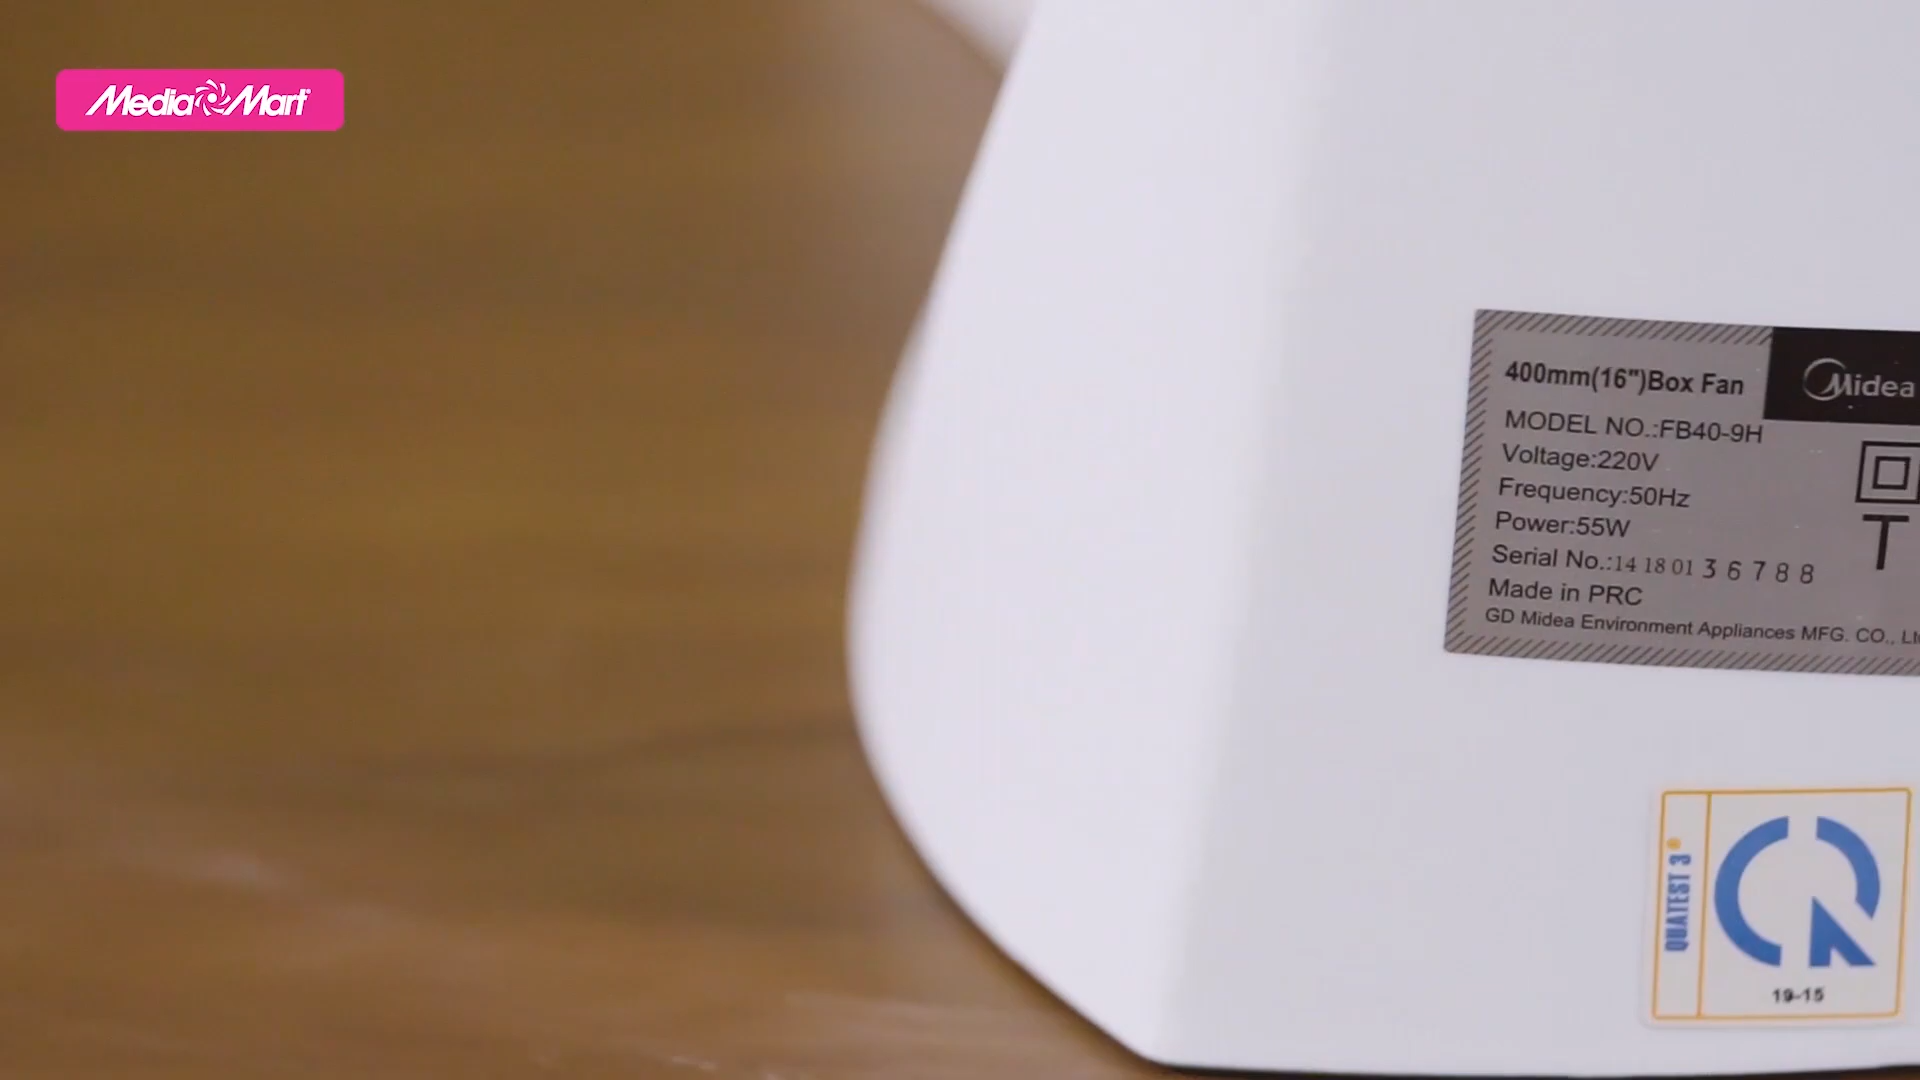 MediaMart
400mm(16")Box Fan
Midea
MODEL NO.:FB40-9H
Voltage:220V
Frequency:50Hz
Power:55W
T
Serial No.:14 18 01 3 6 7 8 8
Made in PRC
GD Midea Environment Appliances MFG. CO.,
QUATEST 3®
19-15